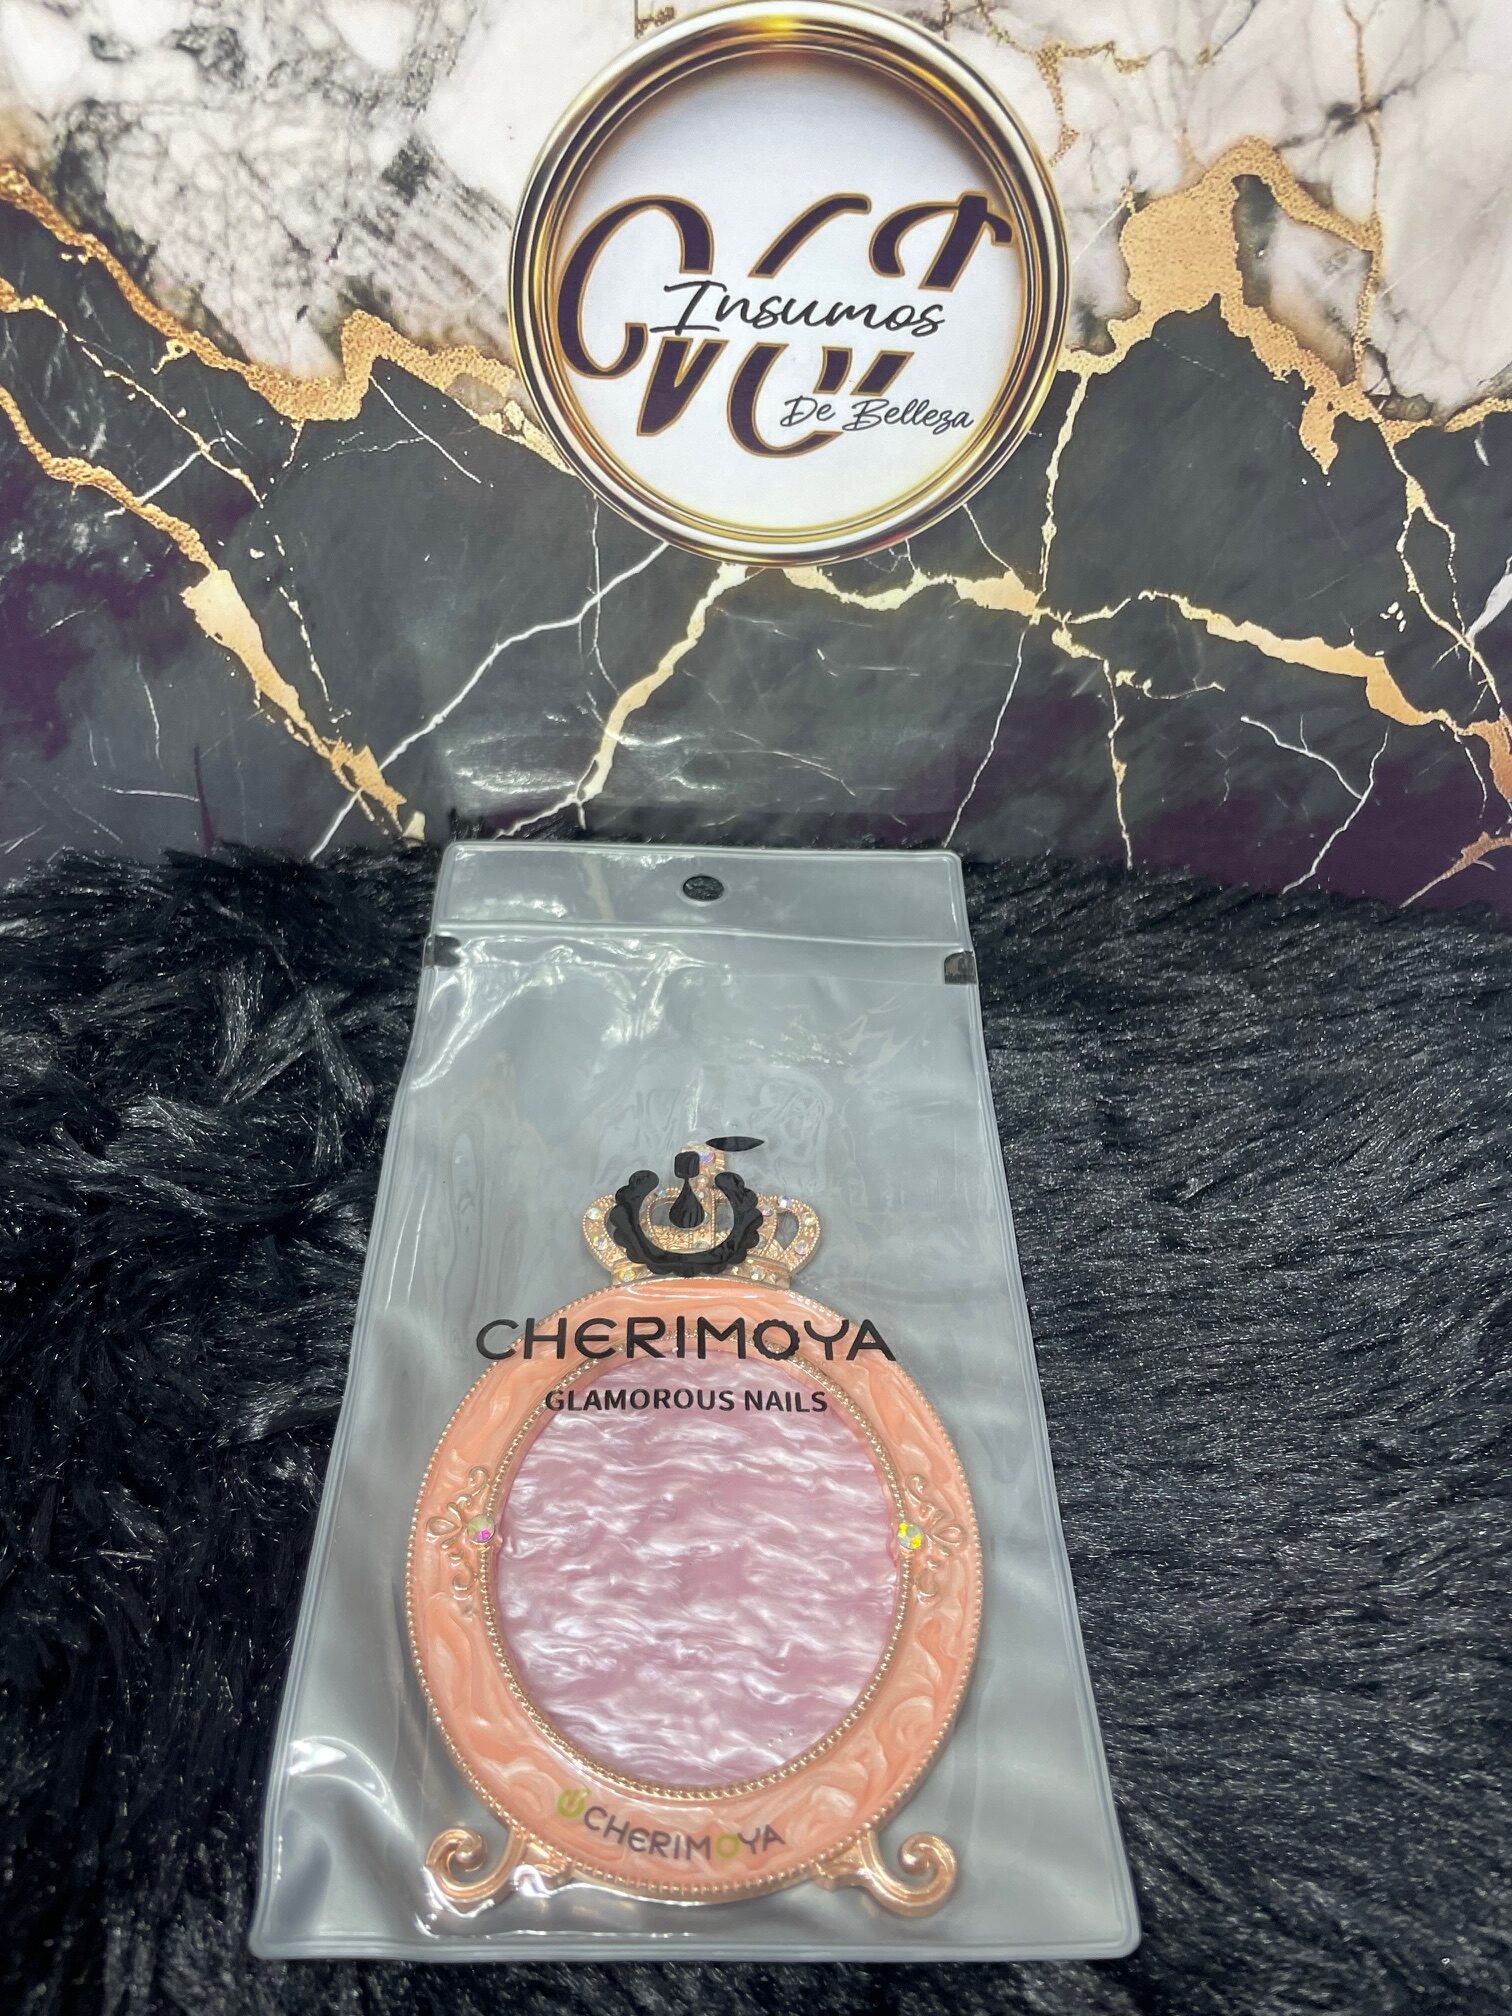 Insumos
De Belleza
CHERIMOYA
GLAMOROUS NAILS
CHERIMOYA